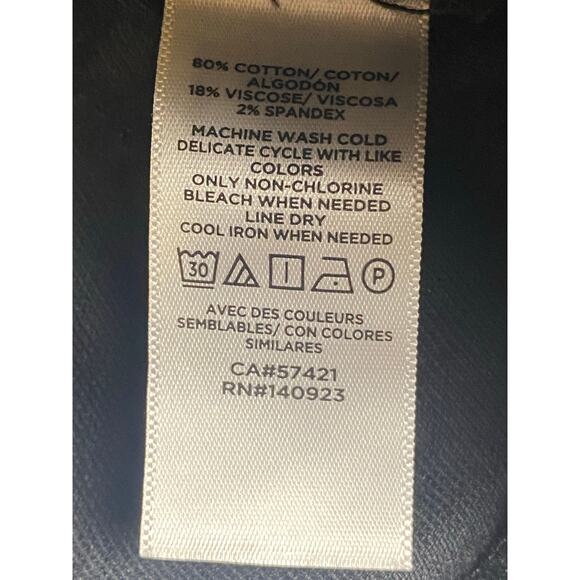 80% COTTON/ COTON/
ALGODÓN
18% VISCOSE/ VISCOSA
2% SPANDEX
MACHINE WASH COLD
DELICATE CYCLE WITH LIKE
COLORS
ONLY NON-CHLORINE
BLEACH WHEN NEEDED
LINE DRY
COOL IRON WHEN NEEDED
30 P
AVEC DES COULEURS
SEMBLABLES/ CON COLORES
SIMILARES
CA#57421
RN#140923